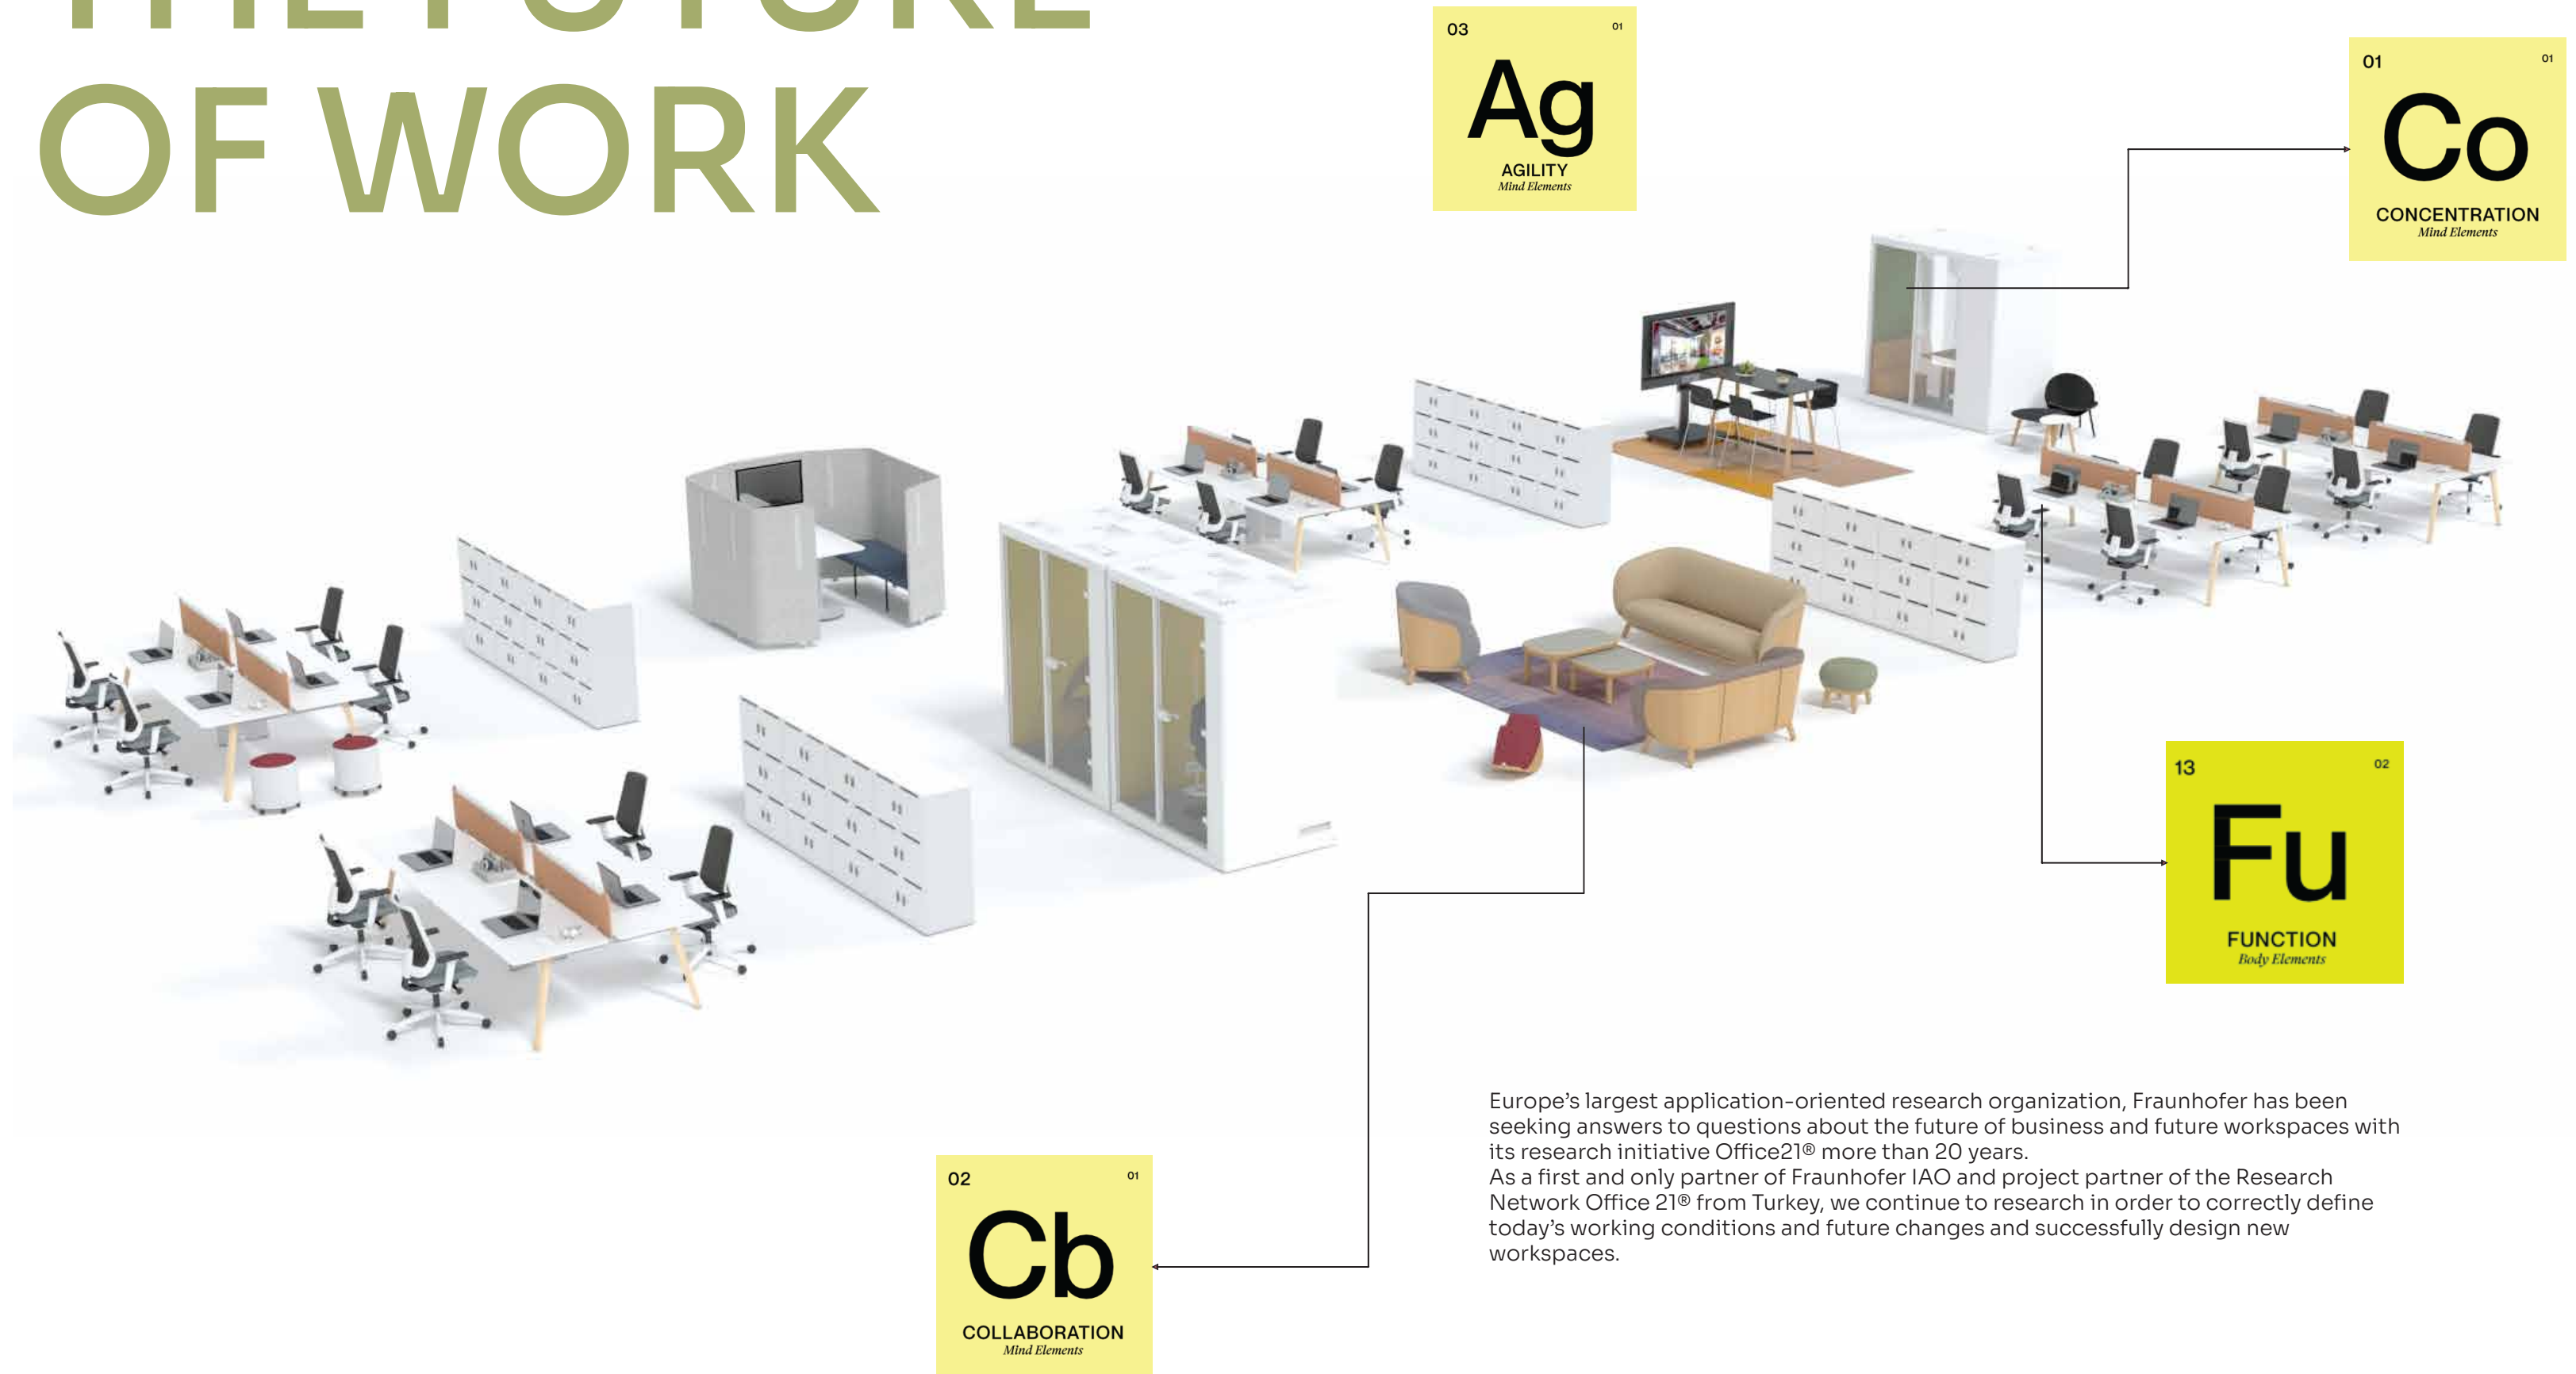 THE FUTURE
OF WORK
03 01
Ag
AGILITY
Mind Elements
01 01
Co
CONCENTRATION
Mind Elements
13 02
Fu
FUNCTION
Body Elements
02 01
Cb
COLLABORATION
Mind Elements
Europe’s largest application-oriented research organization, Fraunhofer has been
seeking answers to questions about the future of business and future workspaces with
its research initiative Office21® more than 20 years.
As a first and only partner of Fraunhofer IAO and project partner of the Research
Network Office 21® from Turkey, we continue to research in order to correctly define
today’s working conditions and future changes and successfully design new
workspaces.